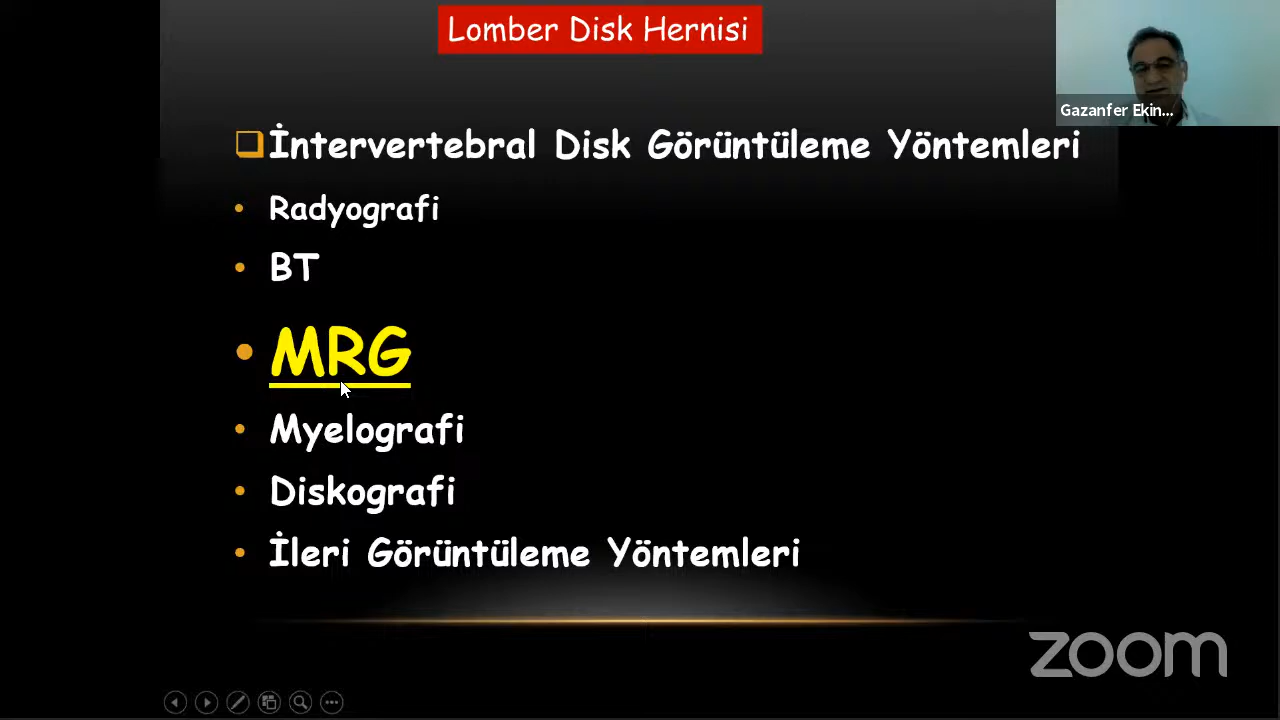 Lomber Disk Hernisi
Gazanfer Ekin...
İntervertebral Disk Görüntüleme Yöntemleri
Radyografi
BT
MRG
Myelografi
Diskografi
İleri Görüntüleme Yöntemleri
zoom